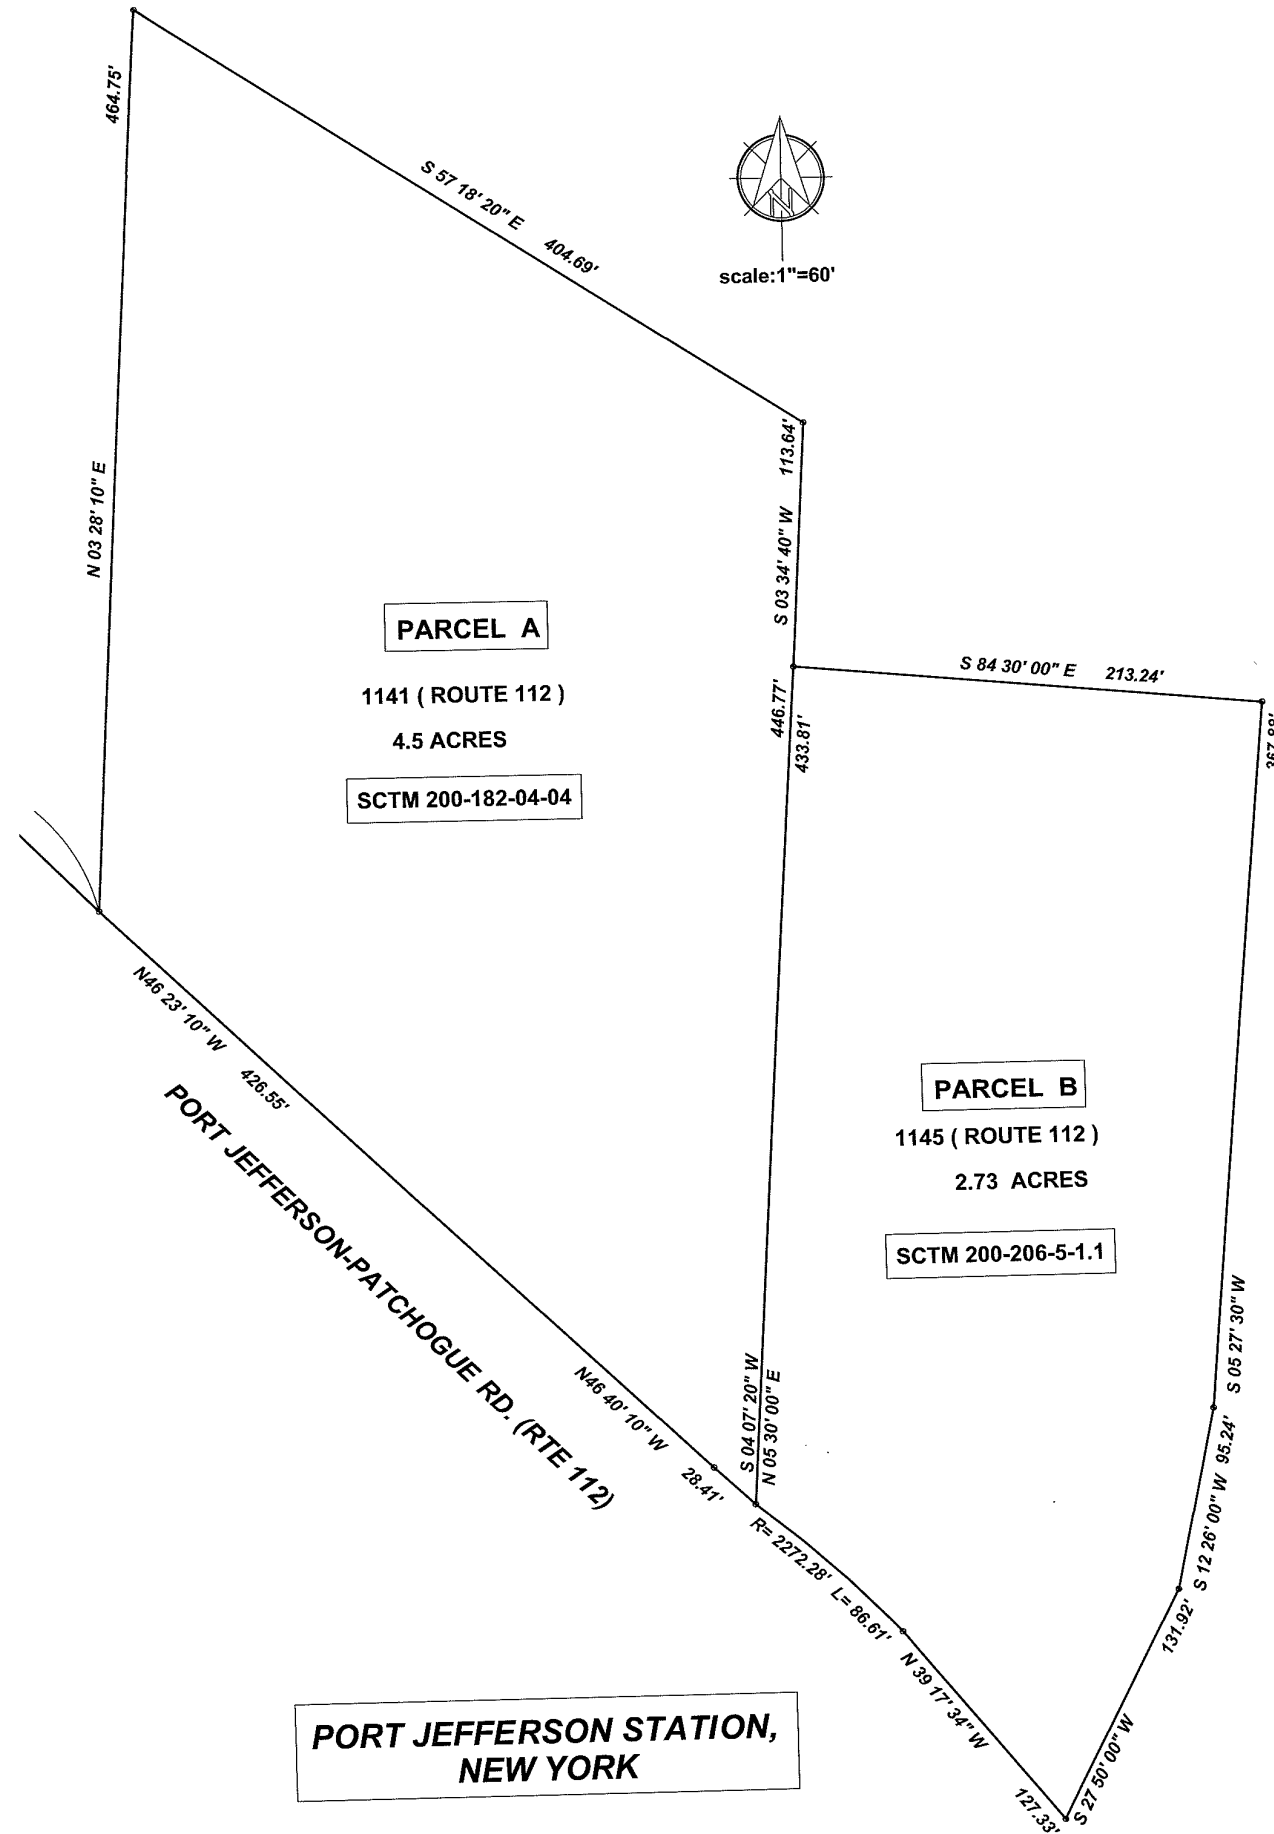 464.75'
S 57 18' 20" E 404.69'
N
scale:1"=60'
113.64'
S 03 34' 40" W
N 03 28' 10" E
PARCEL A
1141 ( ROUTE 112 )
4.5 ACRES
SCTM 200-182-04-04
S 84 30' 00" E 213.24'
446.77'
433.81'
N46 23' 10" W 426.55'
PORT JEFFERSON-PATCHOGUE RD. (RTE 112)
PARCEL B
1145 ( ROUTE 112 )
2.73 ACRES
SCTM 200-206-5-1.1
S 05 27' 30" W
S 04 07' 20" W
N 05 30' 00" E
N46 40' 10" W 28.41'
S 12 26' 00" W 95.24'
R= 2272.28' L= 86.61'
131.92'
N 39 17' 34" W 127.33'
S 27 50' 00" W
PORT JEFFERSON STATION,
NEW YORK